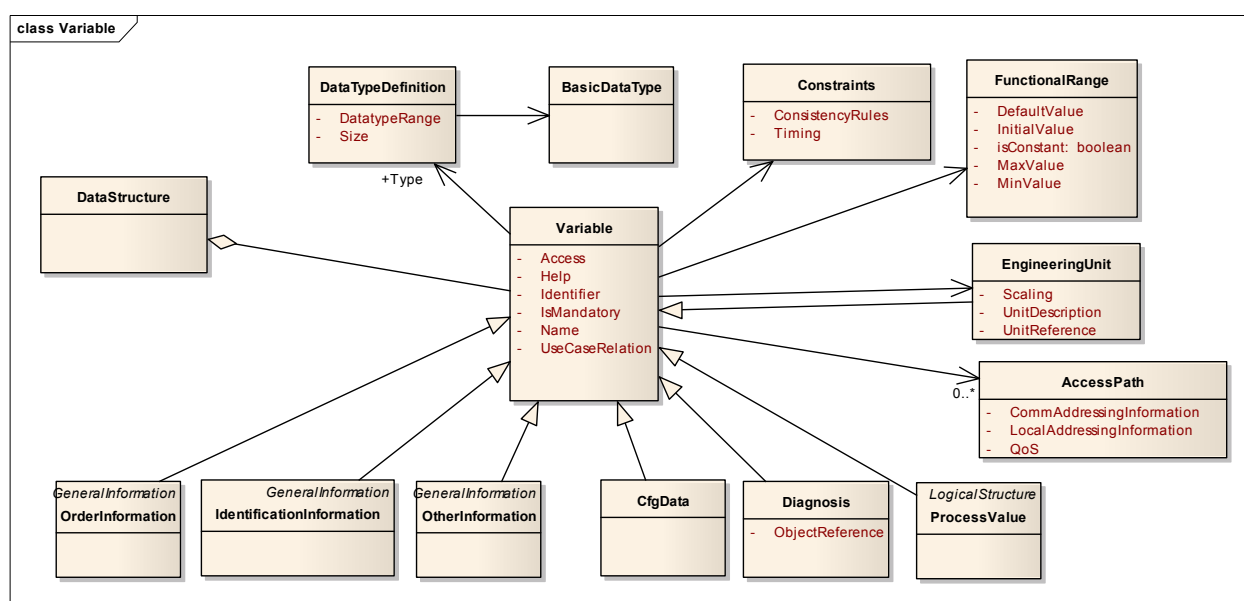 class Variable
DataTypeDefinition
- DatatypeRange
- Size
BasicDataType
Constraints
- ConsistencyRules
- Timing
FunctionalRange
- DefaultValue
- InitialValue
- isConstant: boolean
- MaxValue
- MinValue
+Type
DataStructure
Variable
- Access
- Help
- Identifier
- IsMandatory
- Name
- UseCaseRelation
EngineeringUnit
- Scaling
- UnitDescription
- UnitReference
0..*
AccessPath
- CommAddressingInformation
- LocalAddressingInformation
- QoS
GeneralInformation
OrderInformation
GeneralInformation
IdentificationInformation
GeneralInformation
OtherInformation
CfgData
Diagnosis
- ObjectReference
LogicalStructure
ProcessValue